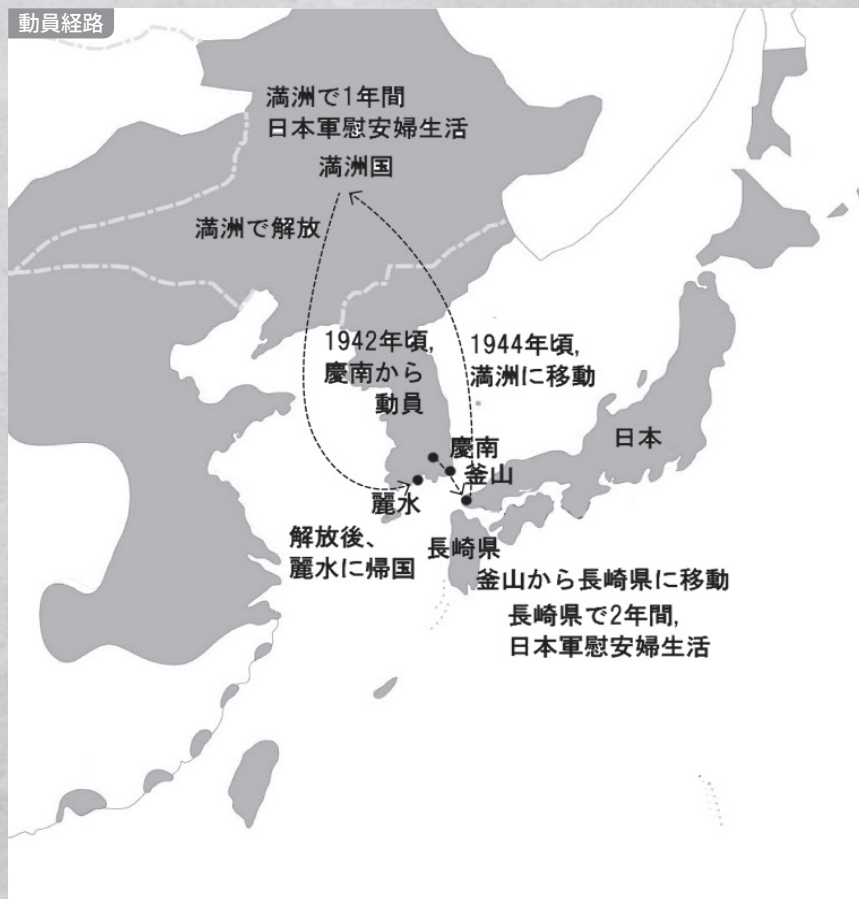 動員経路
満洲で1年間
日本軍慰安婦生活
満洲国
満洲で解放
1942年頃,
慶南から
動員
1944年頃,
満洲に移動
日本
慶南
釜山
麗水
解放後、
麗水に帰国
長崎県
釜山から長崎県に移動
長崎県で2年間,
日本軍慰安婦生活